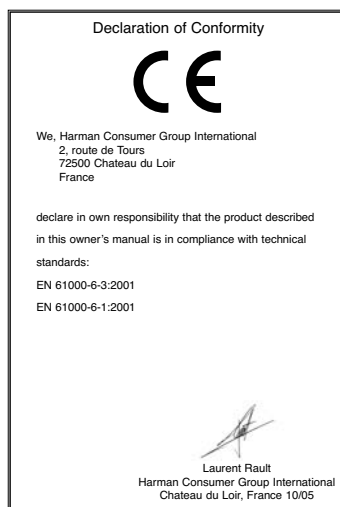 Declaration of Conformity
CE
We, Harman Consumer Group International
2, route de Tours
72500 Chateau du Loir
France
declare in own responsibility that the product described
in this owner's manual is in compliance with technical
standards:
EN 61000-6-3:2001
EN 61000-6-1:2001
Laurent Rault
Harman Consumer Group International
Chateau du Loir, France 10/05